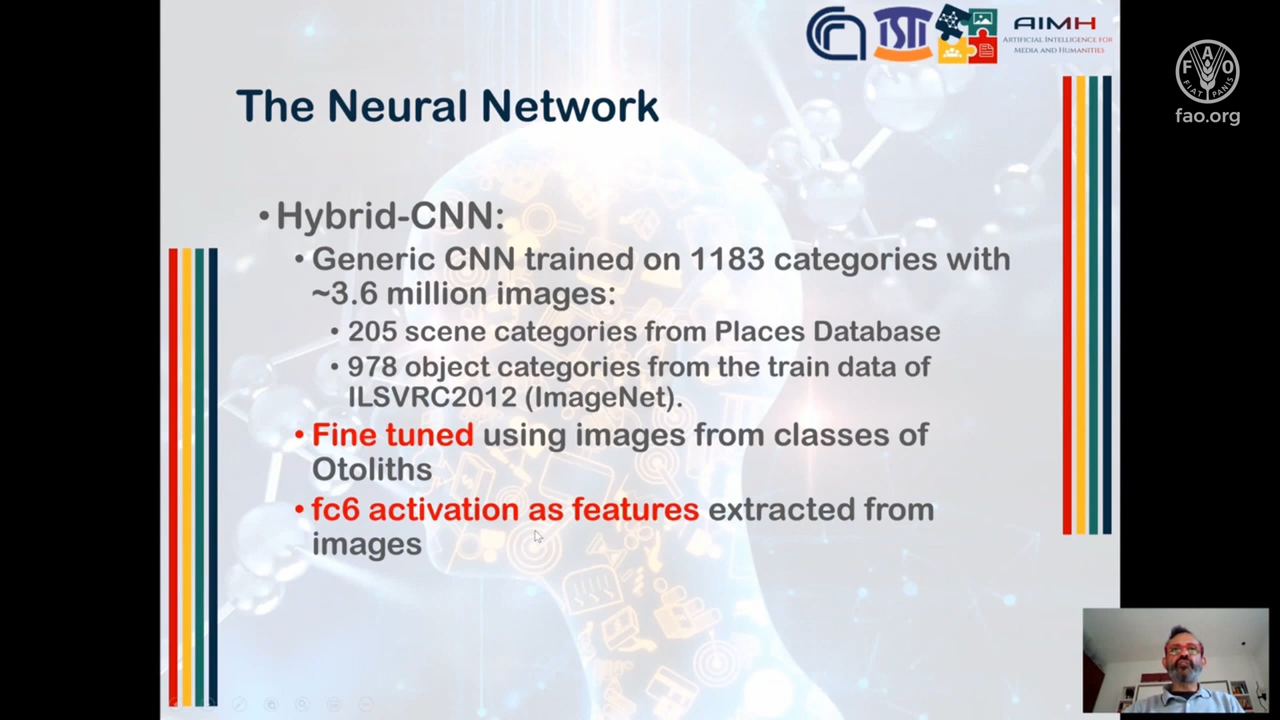 AIMH
ARTIFICIAL INTELLIGENCE FOR
MEDIA AND HUMANITIES
ISTI
FAO
FIAT PANIS
fao.org
The Neural Network
• Hybrid-CNN:
• Generic CNN trained on 1183 categories with
~3.6 million images:
• 205 scene categories from Places Database
• 978 object categories from the train data of
ILSVRC2012 (ImageNet).
• Fine tuned using images from classes of
Otoliths
• fc6 activation as features extracted from
images